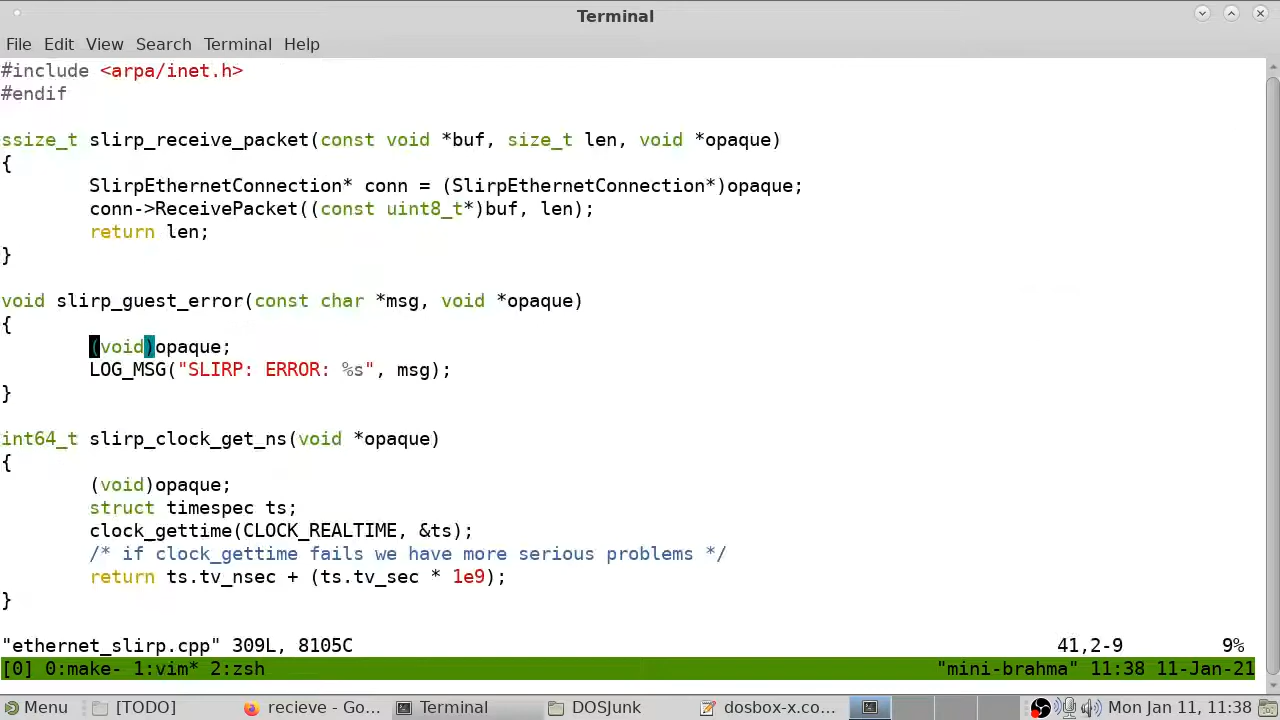 Terminal
File Edit View Search Terminal Help
#include <arpa/inet.h>
#endif
ssize_t slirp_receive_packet(const void *buf, size_t len, void *opaque)
{
SlirpEthernetConnection* conn = (SlirpEthernetConnection*)opaque;
conn->ReceivePacket((const uint8_t*)buf, len);
return len;
}
void slirp_guest_error(const char *msg, void *opaque)
{
(void)opaque;
LOG_MSG("SLIRP: ERROR: %s", msg);
}
int64_t slirp_clock_get_ns(void *opaque)
{
(void)opaque;
struct timespec ts;
clock_gettime(CLOCK_REALTIME, &ts);
/* if clock_gettime fails we have more serious problems */
return ts.tv_nsec + (ts.tv_sec * 1e9);
}
"ethernet_slirp.cpp" 309L, 8105C 41,2-9 9%
[0] 0:make- 1:vim* 2:zsh "mini-brahma" 11:38 11-Jan-21
Menu [TODO] recieve - Go... Terminal DOSJunk dosbox-x.co... Mon Jan 11, 11:38